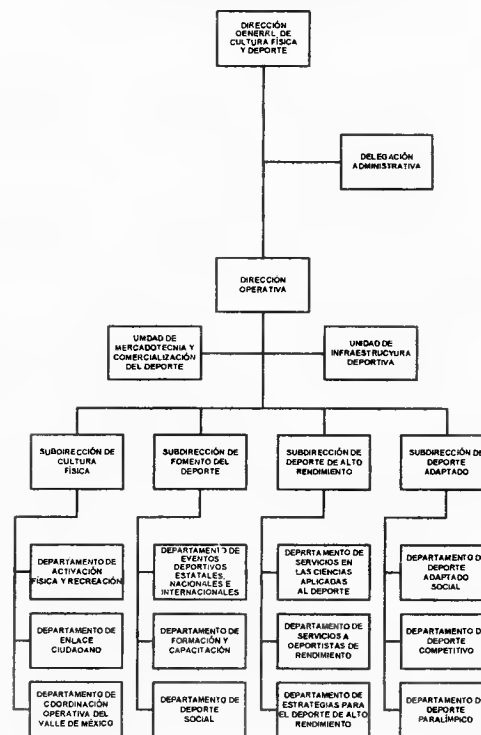 DIRECCIÓN
GENERRL DE
CULTURA FÍSICA
Y DEPORTE
DELEGACIÓN
ADMINISTRATIVA
DIRECCIÓN
OPERATIVA
UNIDAD DE
MERCADOTECNIA Y
COMERCIALIZACIÓN
DEL DEPORTE
UNIDAD DE
INFRAESTRUCYURA
DEPORTIVA
SUBDIRECCIÓN DE
CULTURA
FÍSICA
SUBDIRECCIÓN DE
FOMENTO DEL
DEPORTE
SUBDIRECCIÓN DE
DEPORTE DE ALTO
RENDIMIENTO
SUBDIRECCIÓN DE
DEPORTE
ADAPTADO
DEPARTAMENTO DE
ACTIVACIÓN
FÍSICA Y RECREACIÓN
DEPARTAMENTO DE
EVENTOS
DEPORTIVOS
ESTATALES,
NACIONALES E
INTERNACIONALES
DEPRRTAMENTO DE
SERVICIOS EN
LAS CIENCIAS
APLICADAS
AL DEPORTE
DEPARTAMENTO DE
DEPORTE
ADAPTADO
SOCIAL
DEPARTAMENTO DE
ENLACE
CIUDADANO
DEPARTAMENTO DE
FORMACIÓN Y
CAPACITACIÓN
DEPARTAMENTO DE
SERVICIOS A
OEPORTISTAS DE
RENDIMIENTO
DEPARTAMENTO DE
DEPORTE
COMPETITIVO
DEPARTAMENTO DE
COORDINACIÓN
OPERATIVA DEL
VALLE DE MÉXICO
DEPARTAMENTO DE
DEPORTE
SOCIAL
DEPARTAMENTO DE
ESTRATEGIAS PARA
EL DEPORTE DE ALTO
RENDIMIENTO
DEPARTAMENTO DE
DEPORTE
PARALÍMPICO